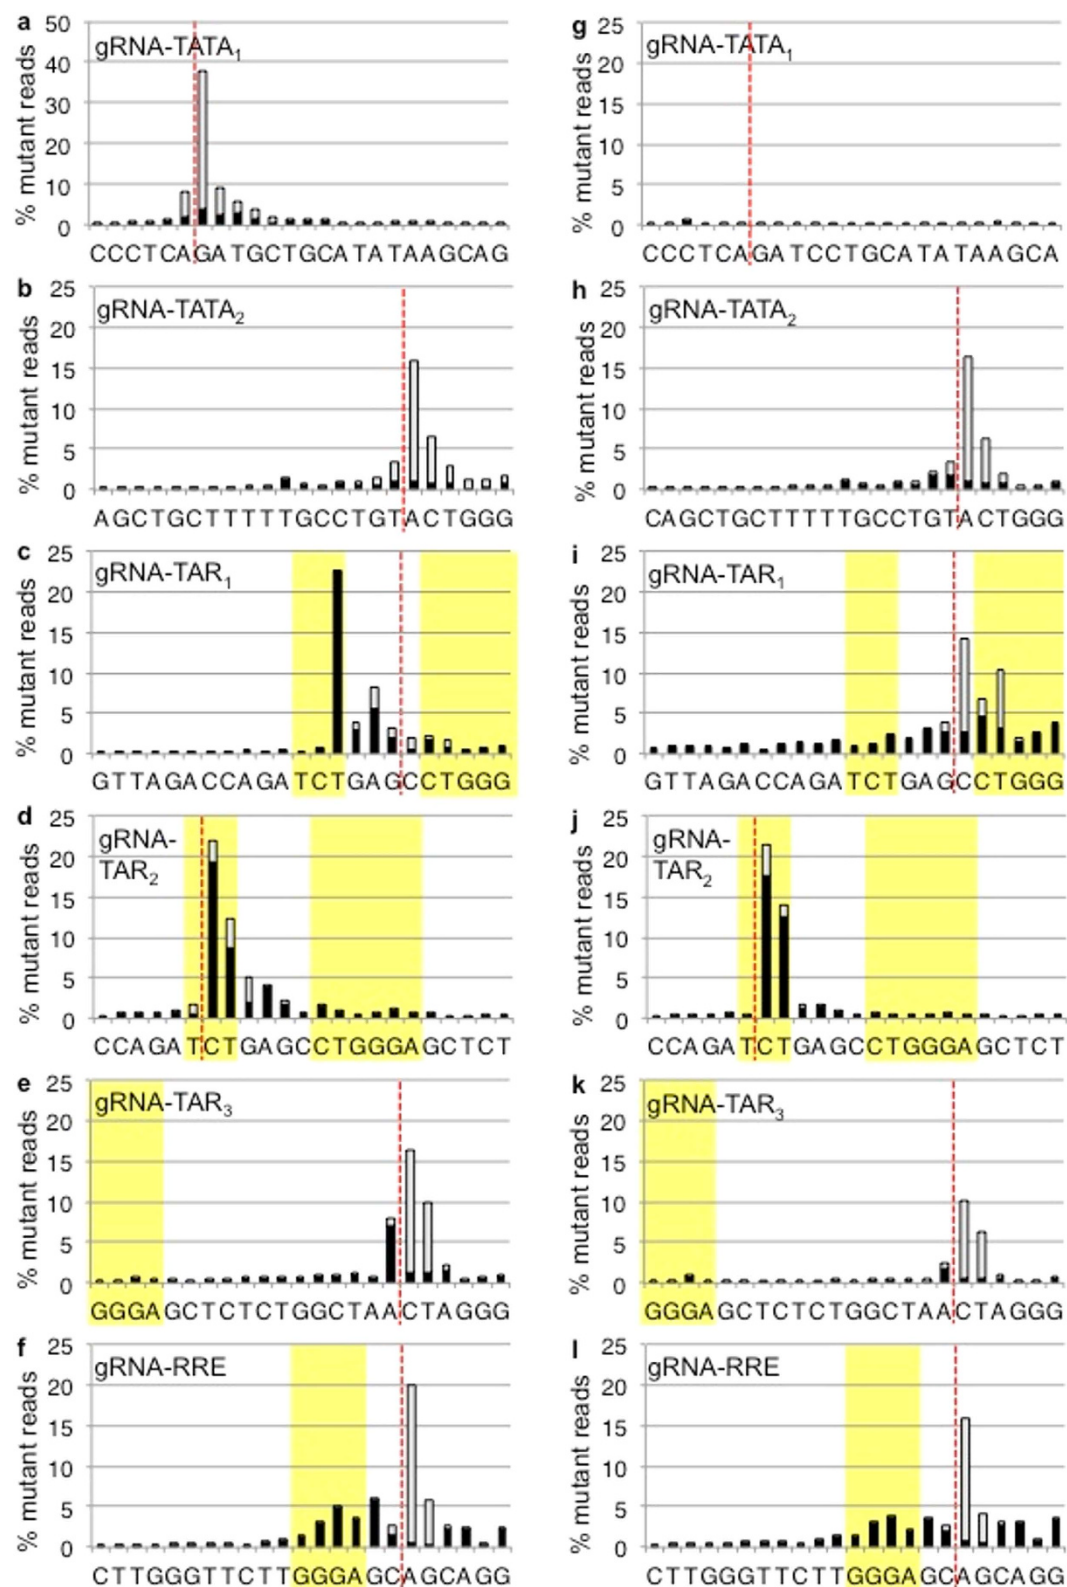 a
% mutant reads
50
40
30
20
10
0
gRNA-TATA1
CCCTCAGATGCTGCATATAAGCAG
b
% mutant reads
25
20
15
10
5
0
gRNA-TATA2
AGCTGCTTTTTGCCTGTACTGGG
c
% mutant reads
25
20
15
10
5
0
gRNA-TAR1
GTTAGACCAGATCTGAGCCTGGG
d
% mutant reads
25
20
15
10
5
0
gRNA-
TAR2
CCAGATCTGAGCCTGGGAGCTCT
e
% mutant reads
25
20
15
10
5
0
gRNA-TAR3
GGGAGCTCTCTGGCTAACTAGGG
f
% mutant reads
25
20
15
10
5
0
gRNA-RRE
CTTGGGTTCTTGGGAGCAGCAGG
g
% mutant reads
25
20
15
10
5
0
gRNA-TATA1
CCCTCAGATCCTGCATATAAGCA
h
% mutant reads
25
20
15
10
5
0
gRNA-TATA2
CAGCTGCTTTTTGCCTGTACTGGG
i
% mutant reads
25
20
15
10
5
0
gRNA-TAR1
GTTAGACCAGATCTGAGCCTGGG
j
% mutant reads
25
20
15
10
5
0
gRNA-
TAR2
CCAGATCTGAGCCTGGGAGCTCT
k
% mutant reads
25
20
15
10
5
0
gRNA-TAR3
GGGAGCTCTCTGGCTAACTAGGG
l
% mutant reads
25
20
15
10
5
0
gRNA-RRE
CTTGGGTTCTTGGGAGCAGCAGG